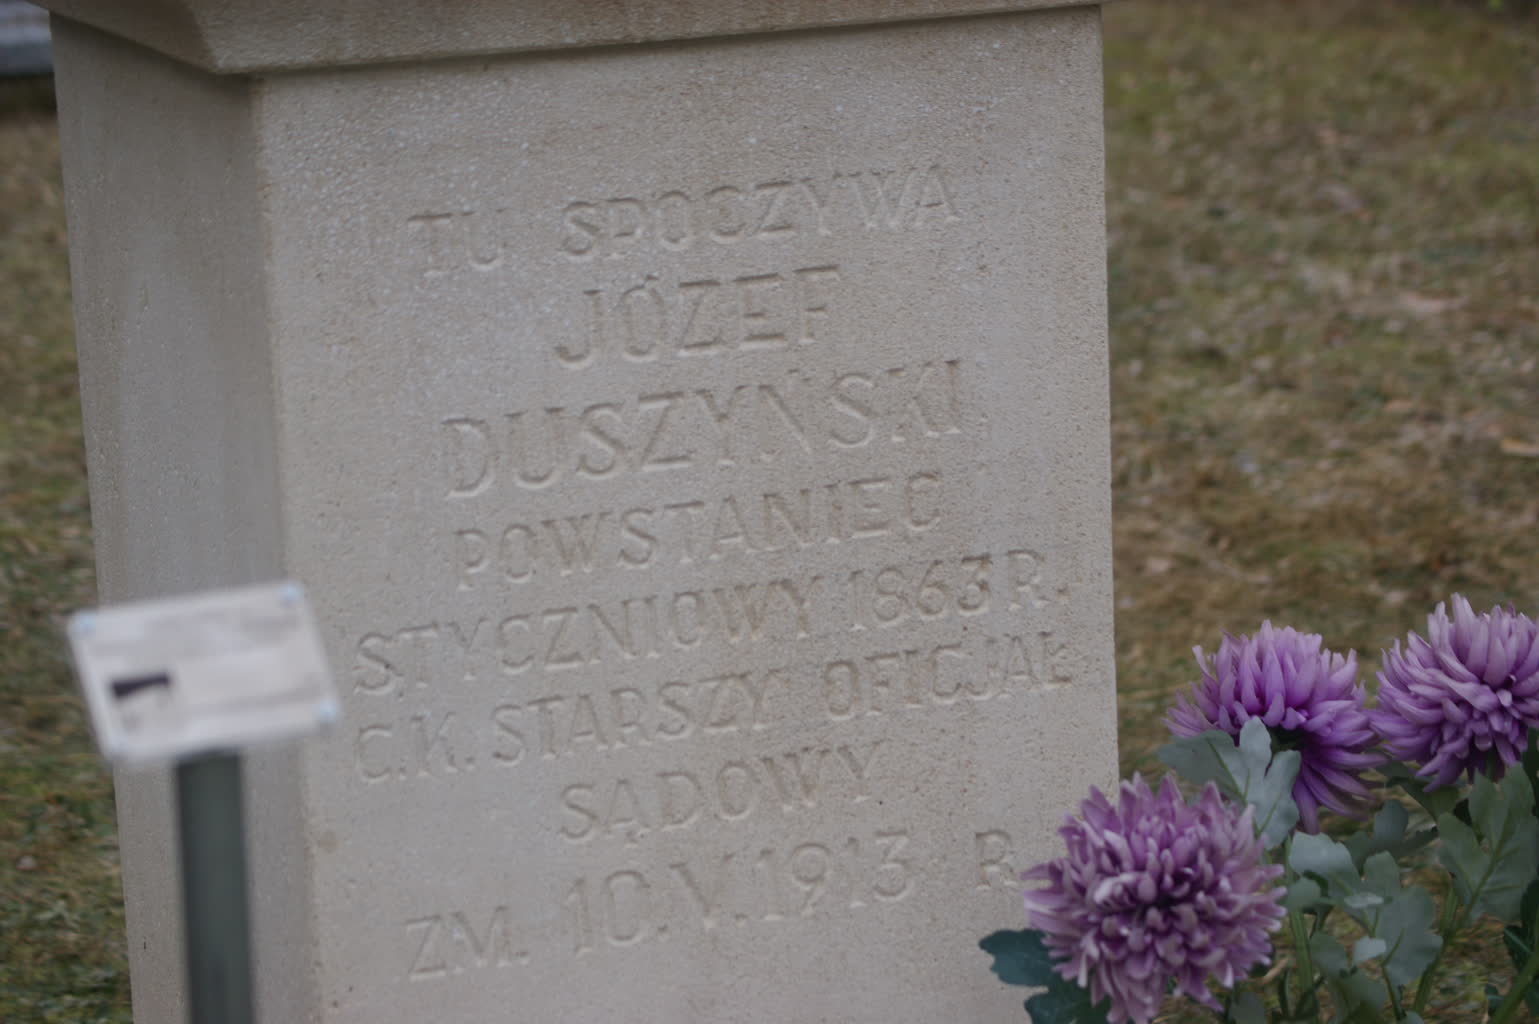 TU SPOCZYWA
JÓZEF
DUSZYŃSKI
POWSTANIEC
STYCZNIOWY 1863 R.
C.K. STARSZY OFICJAŁ
SĄDOWY
ZM. 10.V.1913 R.